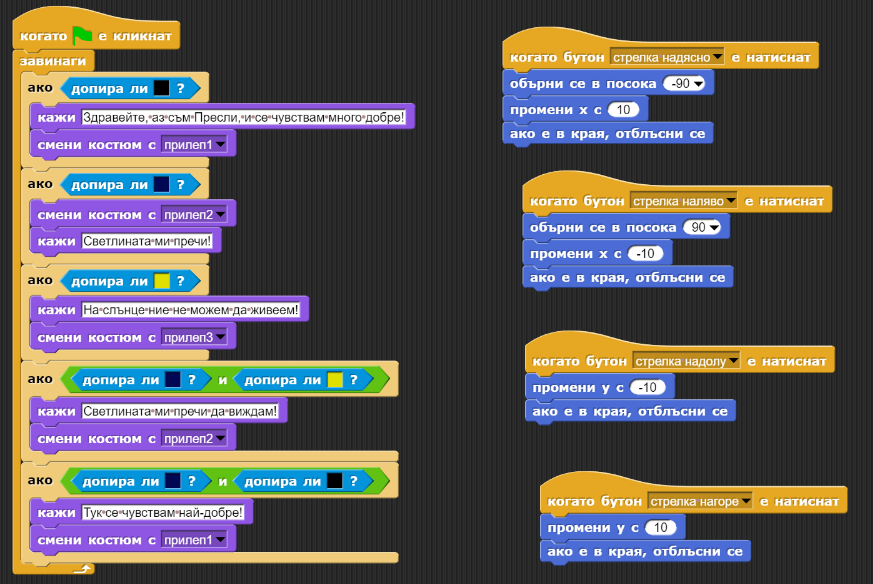 когато е кликнат
завинаги
ако допира ли ?
кажи Здравейте, аз съм Пресли, и се чувствам много добре!
смени костюм с прилеп1
ако допира ли ?
смени костюм с прилеп2
кажи Светлината ми пречи!
ако допира ли ?
кажи На слънце ние не можем да живеем!
смени костюм с прилеп3
ако допира ли ? и допира ли ?
кажи Светлината ми пречи да виждам!
смени костюм с прилеп2
ако допира ли ? и допира ли ?
кажи Тук се чувствам най-добре!
смени костюм с прилеп1
когато бутон стрелка надясно е натиснат
обърни се в посока -90
промени x с 10
ако е в края, отблъсни се
когато бутон стрелка наляво е натиснат
обърни се в посока 90
промени x с -10
ако е в края, отблъсни се
когато бутон стрелка надолу е натиснат
промени y с -10
ако е в края, отблъсни се
когато бутон стрелка нагоре е натиснат
промени y с 10
ако е в края, отблъсни се